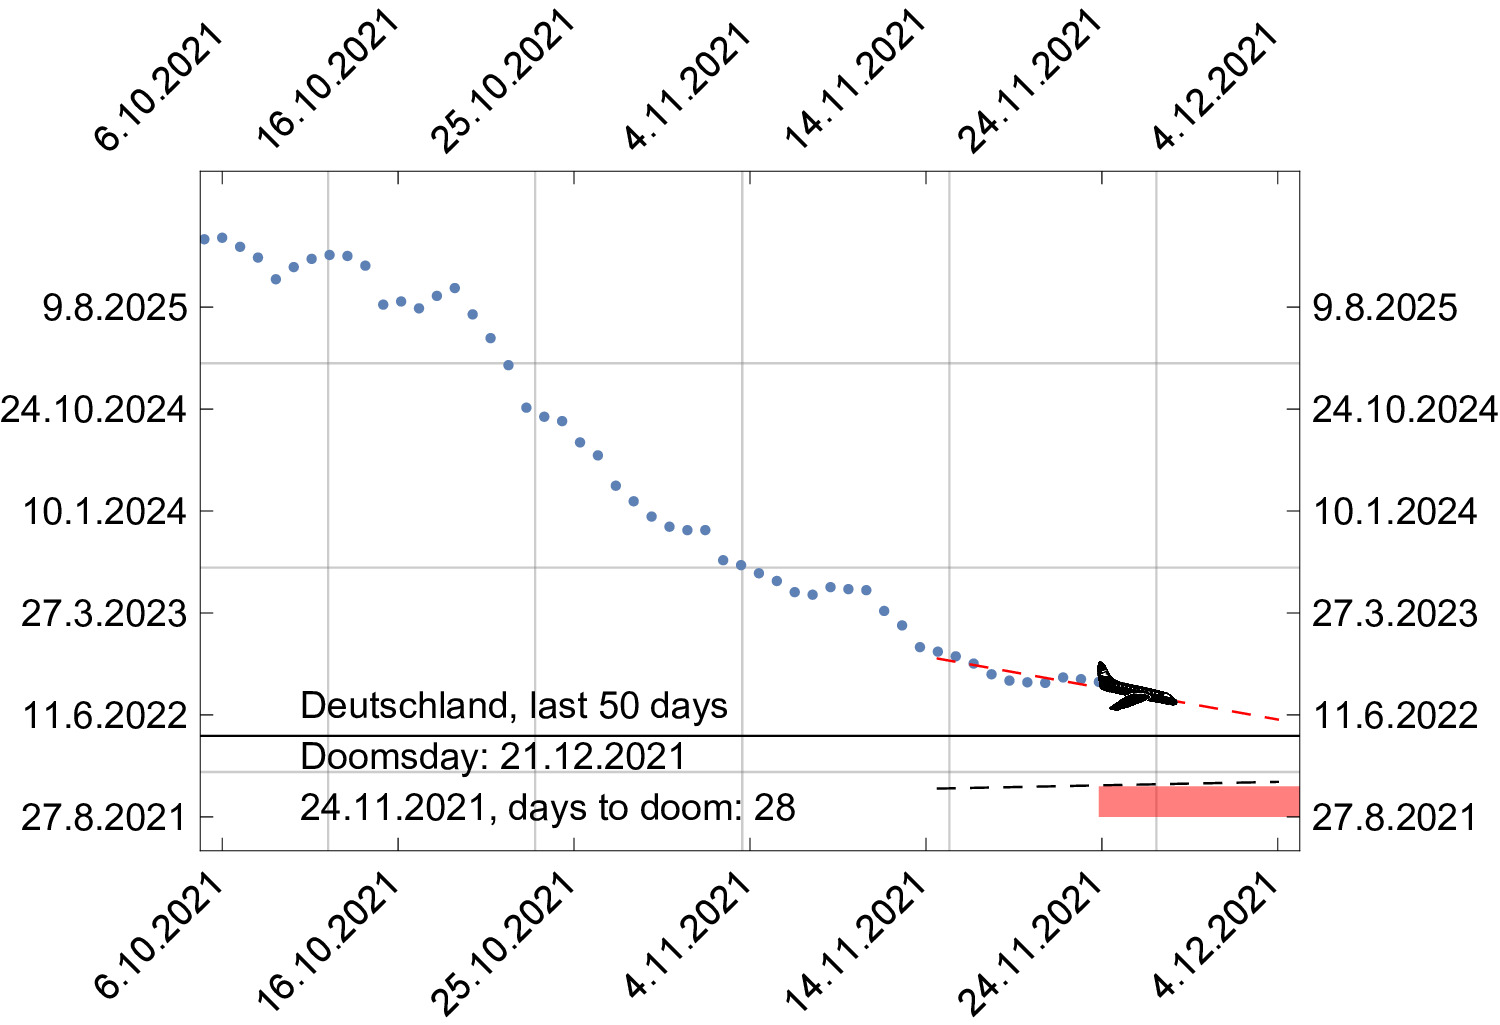 6.10.2021 16.10.2021 25.10.2021 4.11.2021 14.11.2021 24.11.2021 4.12.2021
9.8.2025 9.8.2025
24.10.2024 24.10.2024
10.1.2024 10.1.2024
27.3.2023 27.3.2023
Deutschland, last 50 days
11.6.2022 11.6.2022
Doomsday: 21.12.2021
24.11.2021, days to doom: 28
27.8.2021 27.8.2021
6.10.2021 16.10.2021 25.10.2021 4.11.2021 14.11.2021 24.11.2021 4.12.2021